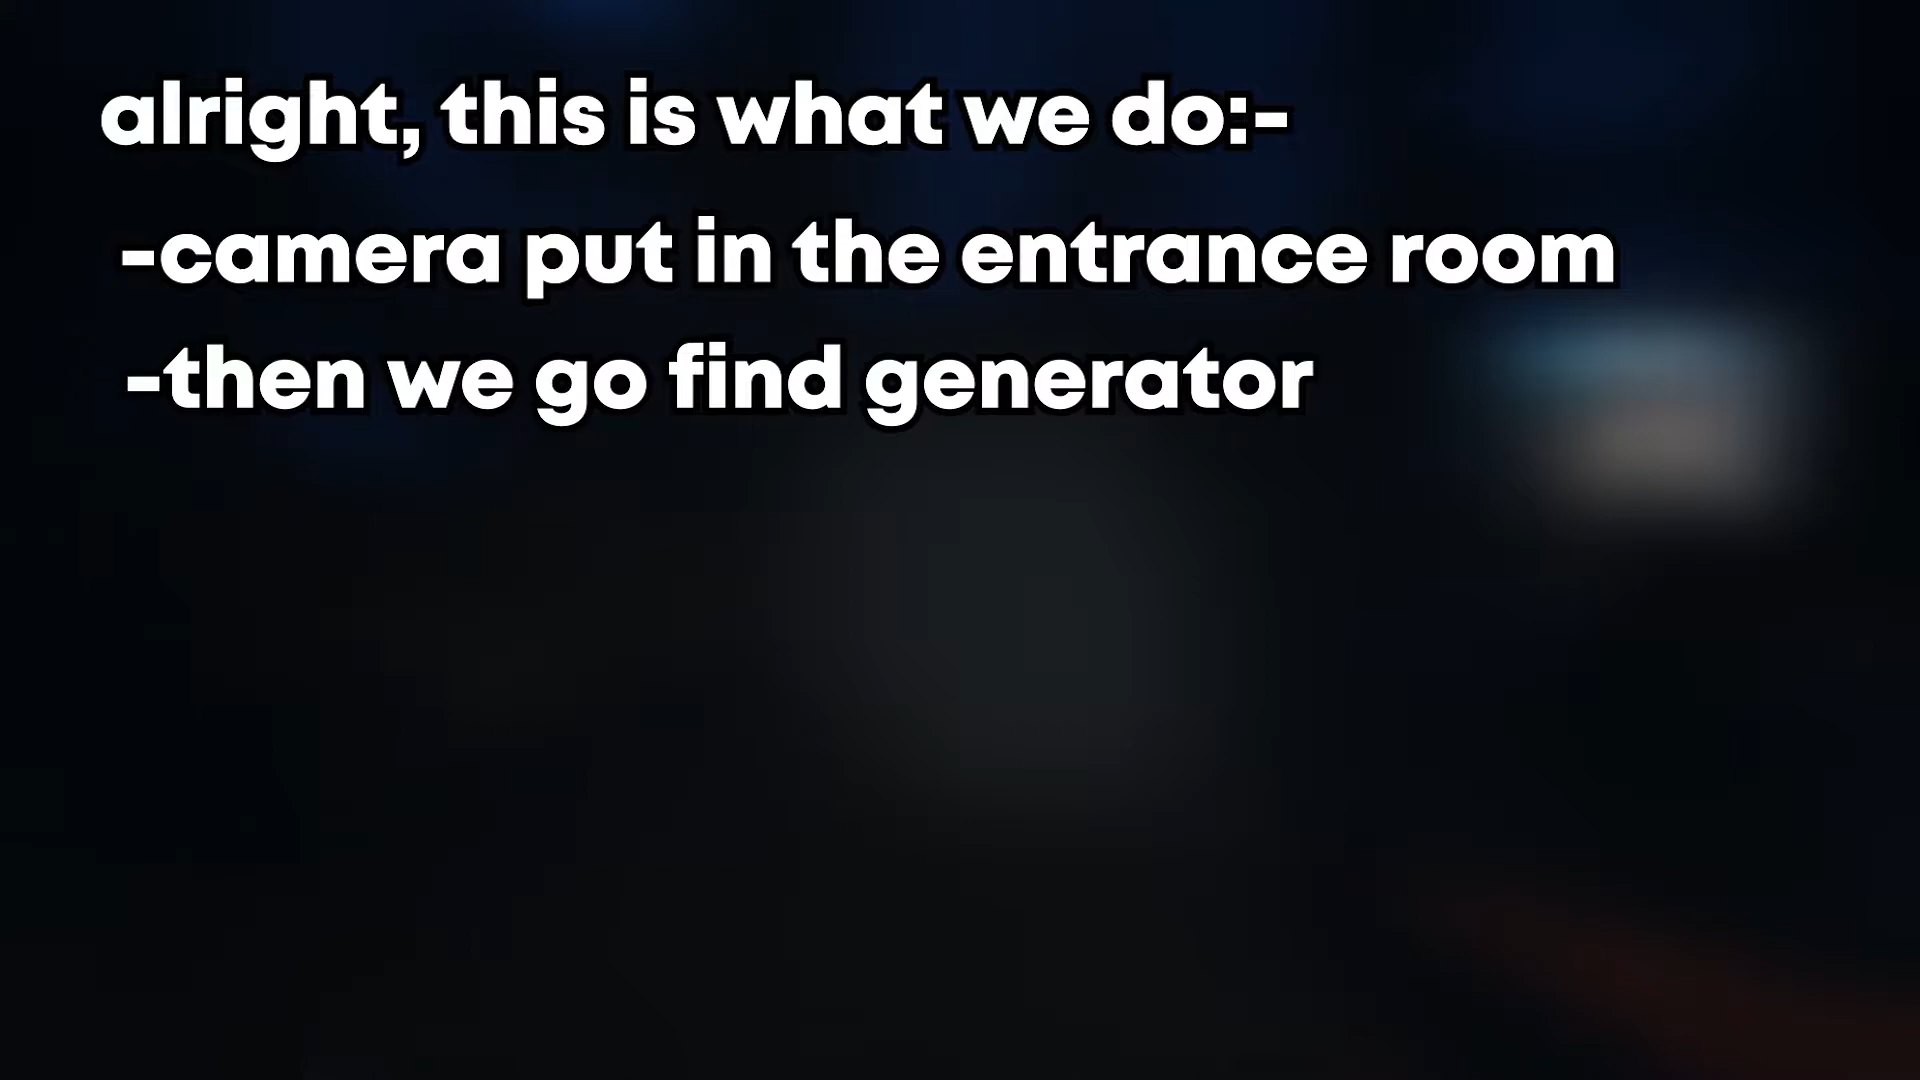 alright, this is what we do:-
-camera put in the entrance room
-then we go find generator